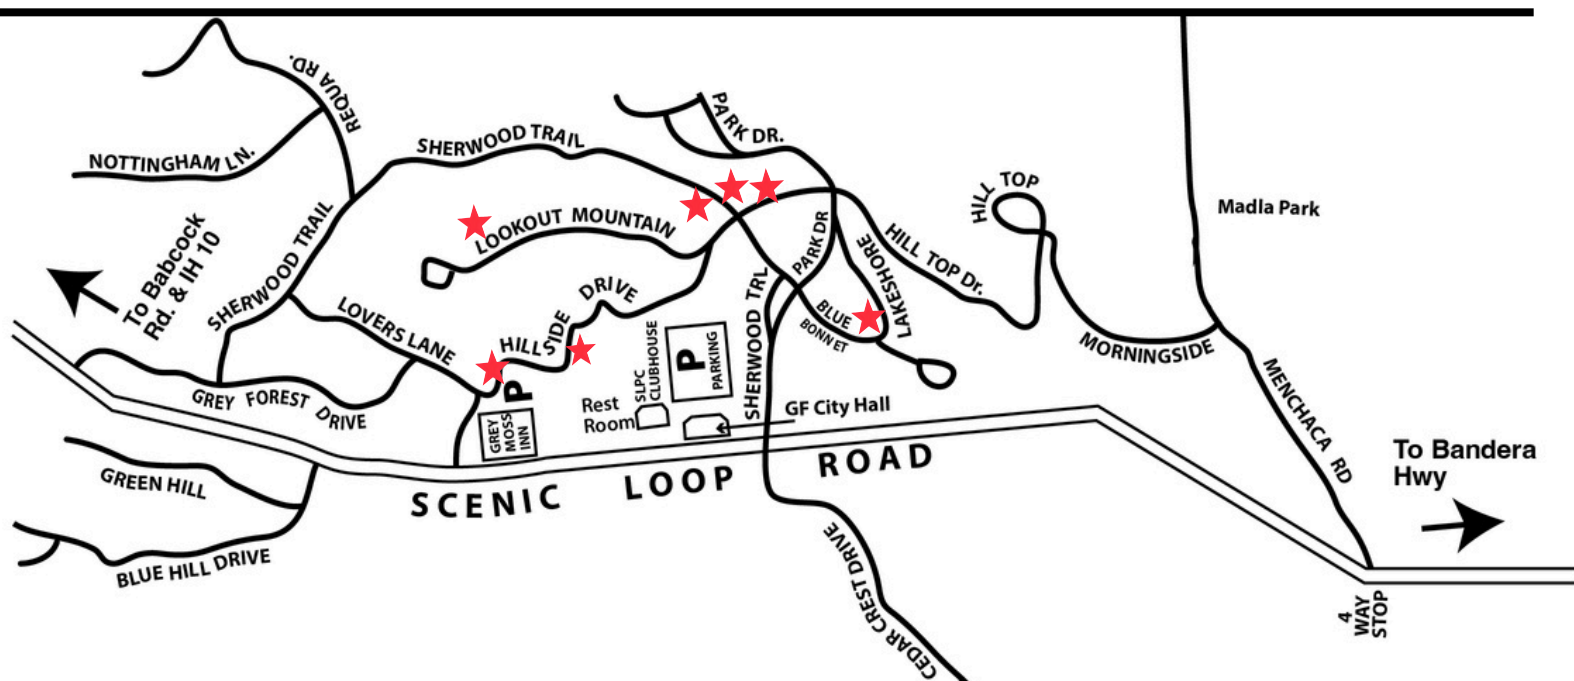 REQUA RD.
NOTTINGHAM LN.
SHERWOOD TRAIL
PARK DR.
HILL TOP
Madla Park
LOOKOUT MOUNTAIN
SHERWOOD TRAIL
To Babcock
Rd. & IH 10
PARK DR
LAKESHORE
HILL TOP Dr.
LOVERS LANE
HILLSIDE DRIVE
SHERWOOD TRL
BLUE
BONNET
MORNINGSIDE
GREY FOREST DRIVE
P
GREY
MOSS
INN
Rest
Room
SLPC
CLUBHOUSE
P
PARKING
GF City Hall
MENCHACA RD
To Bandera
Hwy
SCENIC LOOP ROAD
GREEN HILL
BLUE HILL DRIVE
CEDAR CREST DRIVE
4
WAY
STOP